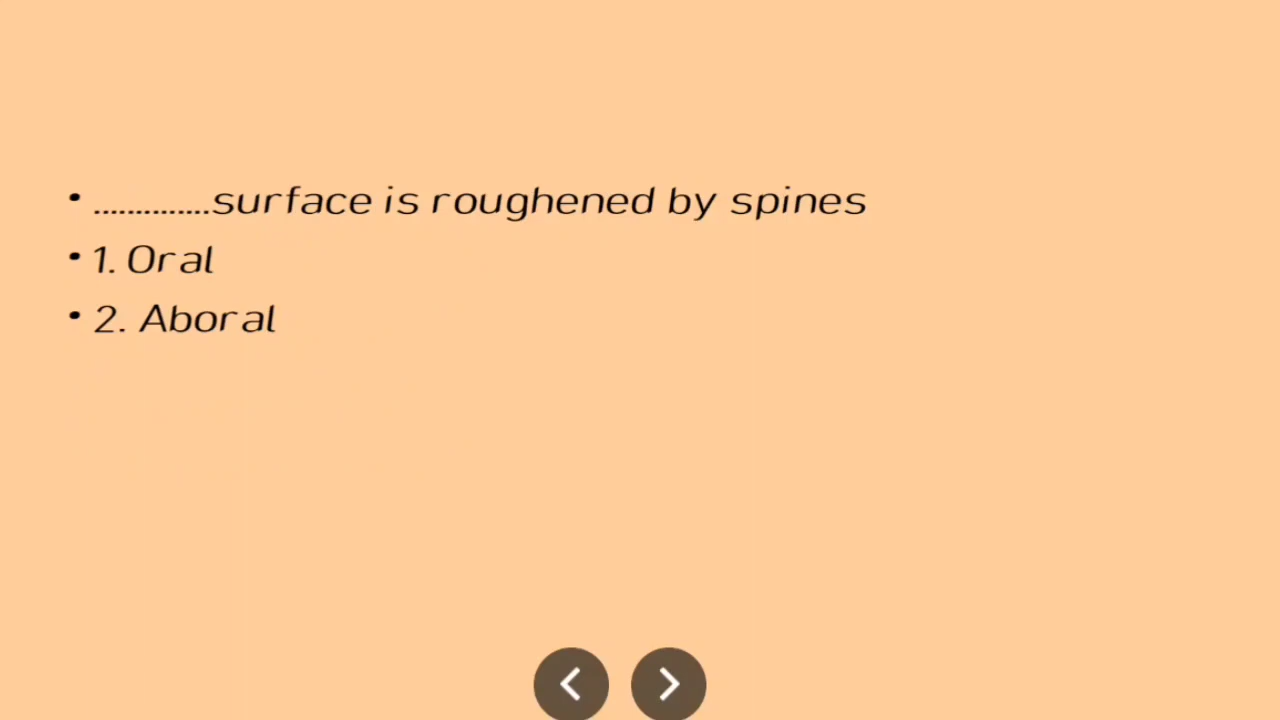 • ..............surface is roughened by spines
• 1. Oral
• 2. Aboral